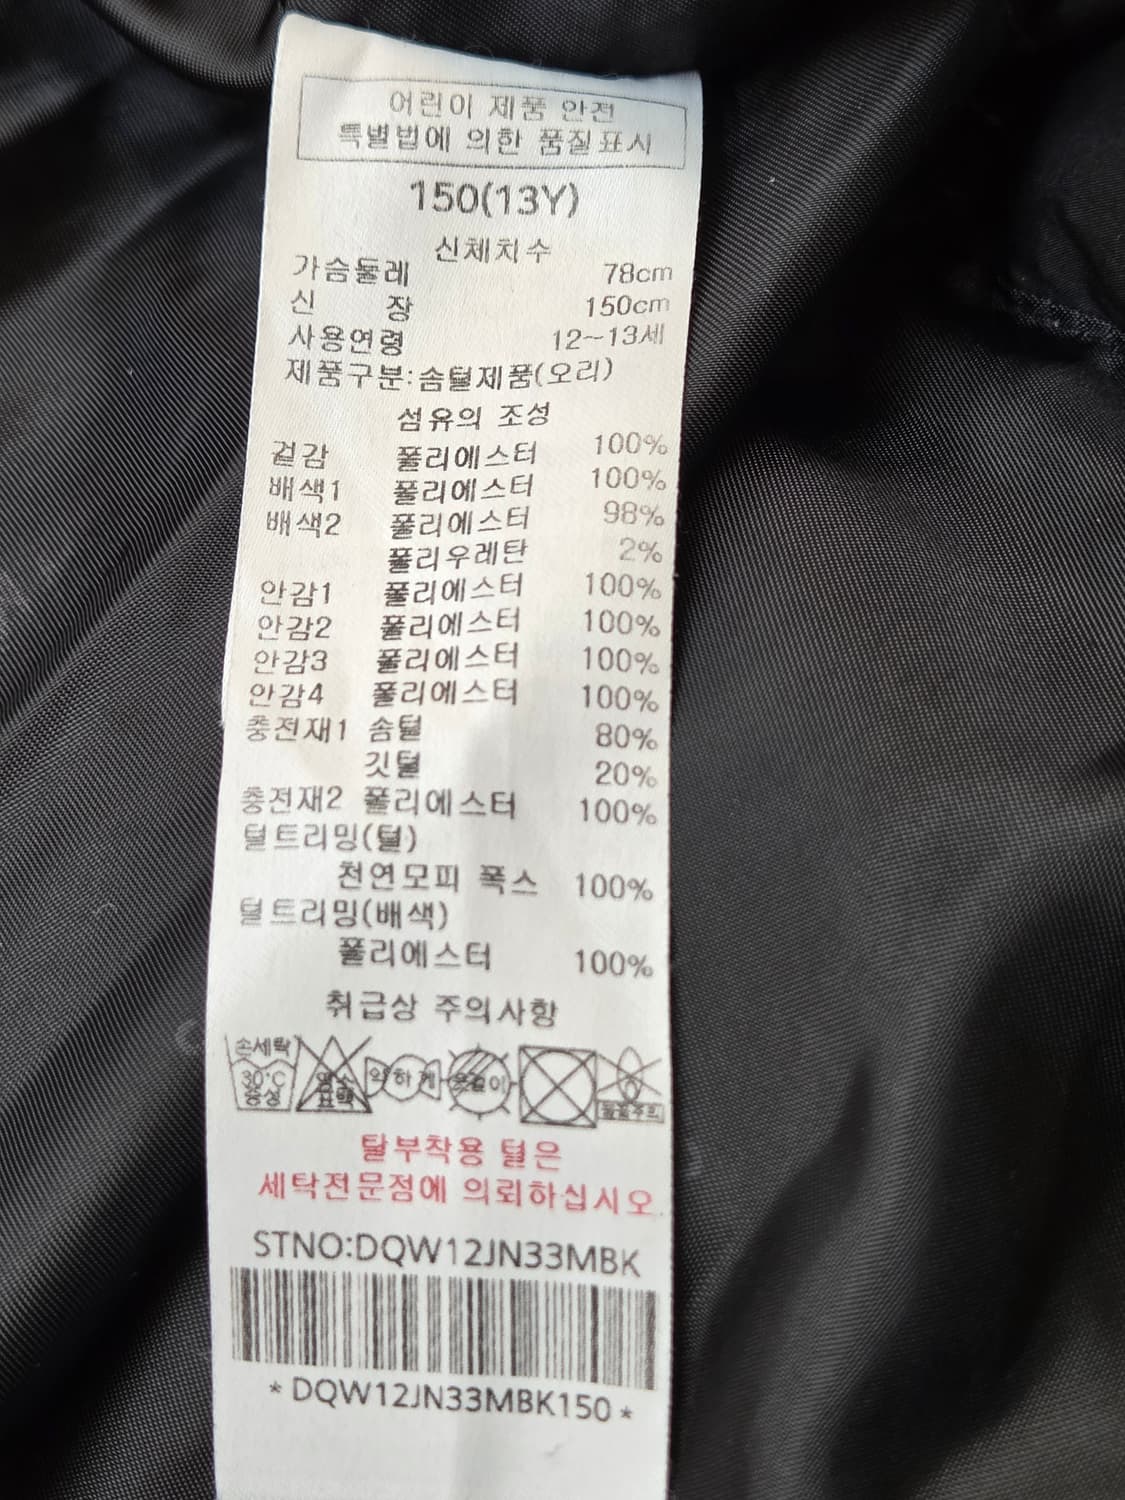 어린이 제품 안전
특별법에 의한 품질표시
150(13Y)
신체치수
가슴둘레 78cm
신 장 150cm
사용연령 12~13세
제품구분:솜털제품(오리)
섬유의 조성
겉감 폴리에스터 100%
배색1 폴리에스터 100%
배색2 폴리에스터 98%
폴리우레탄 2%
안감1 폴리에스터 100%
안감2 폴리에스터 100%
안감3 폴리에스터 100%
안감4 폴리에스터 100%
충전재1 솜털 80%
깃털 20%
충전재2 폴리에스터 100%
털트리밍(털)
천연모피 폭스 100%
털트리밍(배색)
폴리에스터 100%
취급상 주의사항
손세탁
30°C
중성
염소
표백
약하게
옷걸이
탈부착용 털은
세탁전문점에 의뢰하십시오.
STNO:DQW12JN33MBK
*DQW12JN33MBK150*